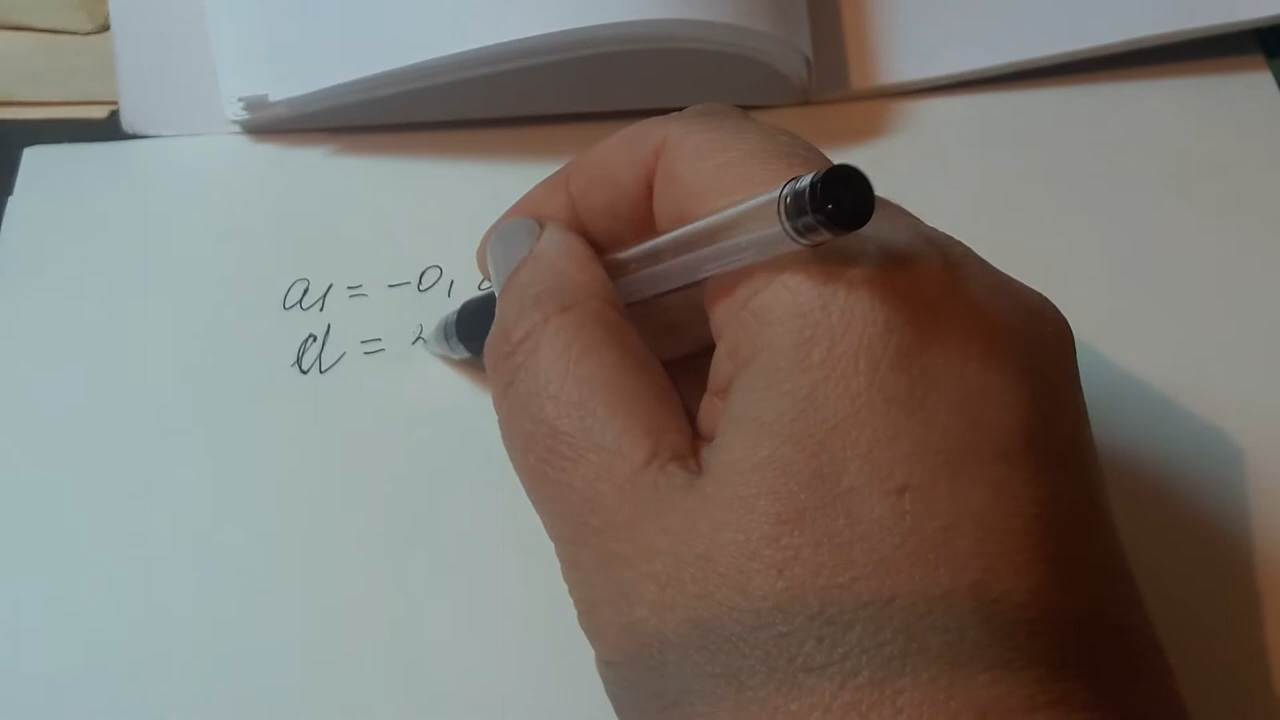 a1 = -0,
d =